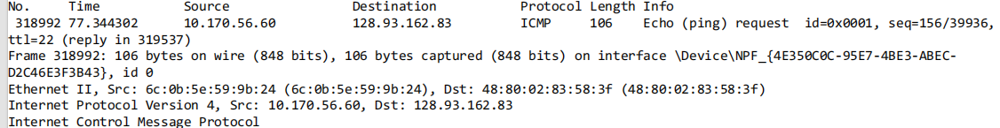 No. Time Source Destination Protocol Length Info
318992 77.344302 10.170.56.60 128.93.162.83 ICMP 106 Echo (ping) request id=0x0001, seq=156/39936,
ttl=22 (reply in 319537)
Frame 318992: 106 bytes on wire (848 bits), 106 bytes captured (848 bits) on interface \Device\NPF_{4E350C0C-95E7-4BE3-ABEC-
D2C46E3F3B43}, id 0
Ethernet II, Src: 6c:0b:5e:59:9b:24 (6c:0b:5e:59:9b:24), Dst: 48:80:02:83:58:3f (48:80:02:83:58:3f)
Internet Protocol Version 4, Src: 10.170.56.60, Dst: 128.93.162.83
Internet Control Message Protocol